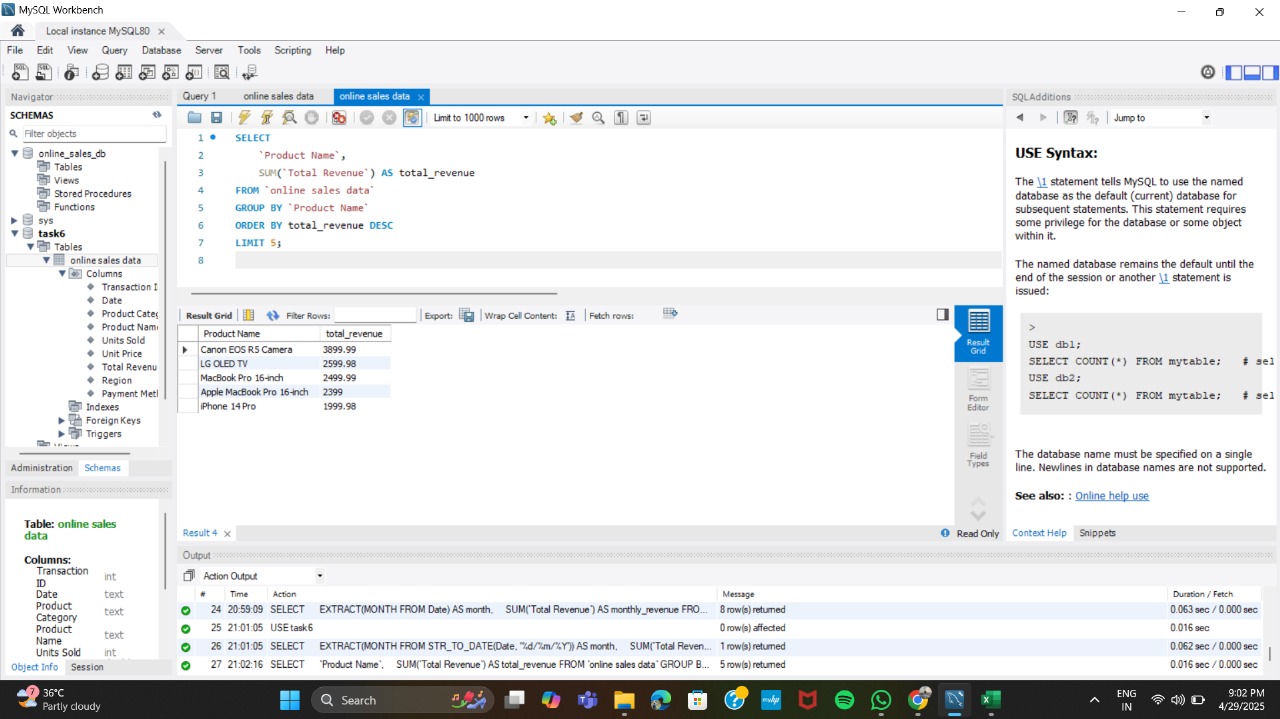 MySQL Workbench
Local instance MySQL80
File Edit View Query Database Server Tools Scripting Help
Navigator
SCHEMAS
Filter objects
online_sales_db
Tables
Views
Stored Procedures
Functions
sys
task6
Tables
online sales data
Columns
Transaction I
Date
Product Categ
Product Name
Units Sold
Unit Price
Total Revenu
Region
Payment Meth
Indexes
Foreign Keys
Triggers
Views
Administration Schemas
Information
Table: online sales
data
Columns:
Transaction
ID int
Date text
Product
Category text
Product
Name text
Units Sold int
Object Info Session
Query 1 online sales data online sales data
Limit to 1000 rows
1 SELECT
2 `Product Name`,
3 SUM(`Total Revenue`) AS total_revenue
4 FROM `online sales data`
5 GROUP BY `Product Name`
6 ORDER BY total_revenue DESC
7 LIMIT 5;
8
Result Grid Filter Rows: Export: Wrap Cell Content: Fetch rows:
Product Name total_revenue
Canon EOS R5 Camera 3899.99
LG OLED TV 2599.98
MacBook Pro 16-inch 2499.99
Apple MacBook Pro 16-inch 2399
iPhone 14 Pro 1999.98
Result
Grid
Form
Editor
Field
Types
Result 4 Read Only
Output
Action Output
# Time Action Message Duration / Fetch
24 20:59:09 SELECT EXTRACT(MONTH FROM Date) AS month, SUM(`Total Revenue`) AS monthly_revenue FRO... 8 row(s) returned 0.063 sec / 0.000 sec
25 21:01:05 USE task6 0 row(s) affected 0.016 sec
26 21:01:05 SELECT EXTRACT(MONTH FROM STR_TO_DATE(Date, '%d/%m/%Y')) AS month, SUM(`Total Reven... 1 row(s) returned 0.062 sec / 0.000 sec
27 21:02:16 SELECT `Product Name`, SUM(`Total Revenue`) AS total_revenue FROM `online sales data` GROUP B... 5 row(s) returned 0.016 sec / 0.000 sec
SQLAdditions
Jump to
USE Syntax:
The \1 statement tells MySQL to use the named
database as the default (current) database for
subsequent statements. This statement requires
some privilege for the database or some object
within it.
The named database remains the default until the
end of the session or another \1 statement is
issued:
>
USE db1;
SELECT COUNT(*) FROM mytable; # sel
USE db2;
SELECT COUNT(*) FROM mytable; # sel
The database name must be specified on a single
line. Newlines in database names are not supported.
See also: : Online help use
Context Help Snippets
7
36°C
Partly cloudy
Search
ENG
IN
9:02 PM
4/29/2025